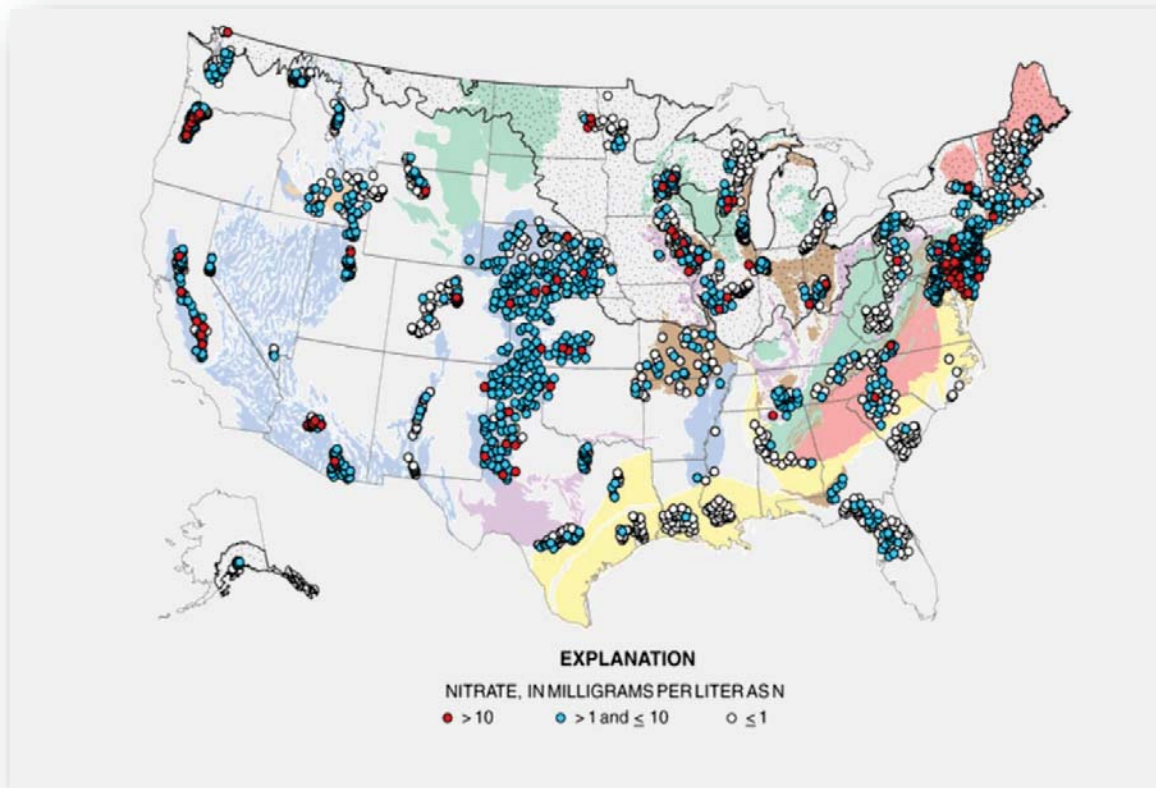 EXPLANATION
NITRATE, IN MILLIGRAMS PER LITER AS N
> 10 > 1 and ≤ 10 ≤ 1